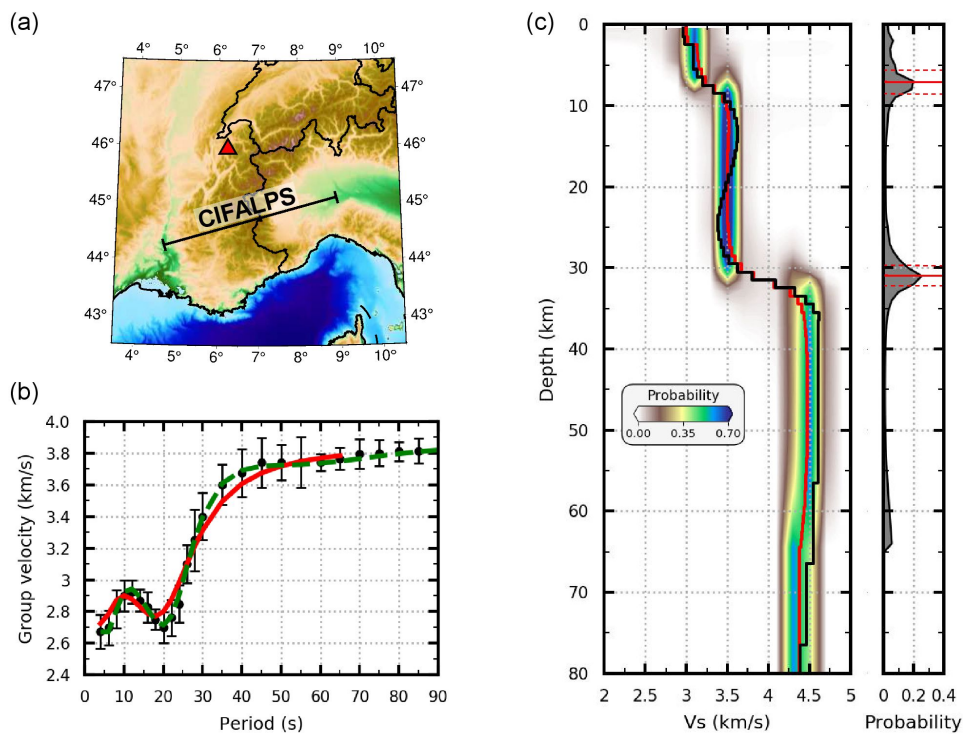 (a)
4° 5° 6° 7° 8° 9° 10°
47° 47°
46° 46°
45° 45°
44° 44°
43° 43°
4° 5° 6° 7° 8° 9° 10°
CIFALPS
(b)
Group velocity (km/s)
4.0
3.8
3.6
3.4
3.2
3
2.8
2.6
2.4
0 10 20 30 40 50 60 70 80 90
Period (s)
(c)
Depth (km)
0
10
20
30
40
50
60
70
80
Probability
0.00 0.35 0.70
2 2.5 3 3.5 4 4.5 5
Vs (km/s)
0 0.2 0.4
Probability